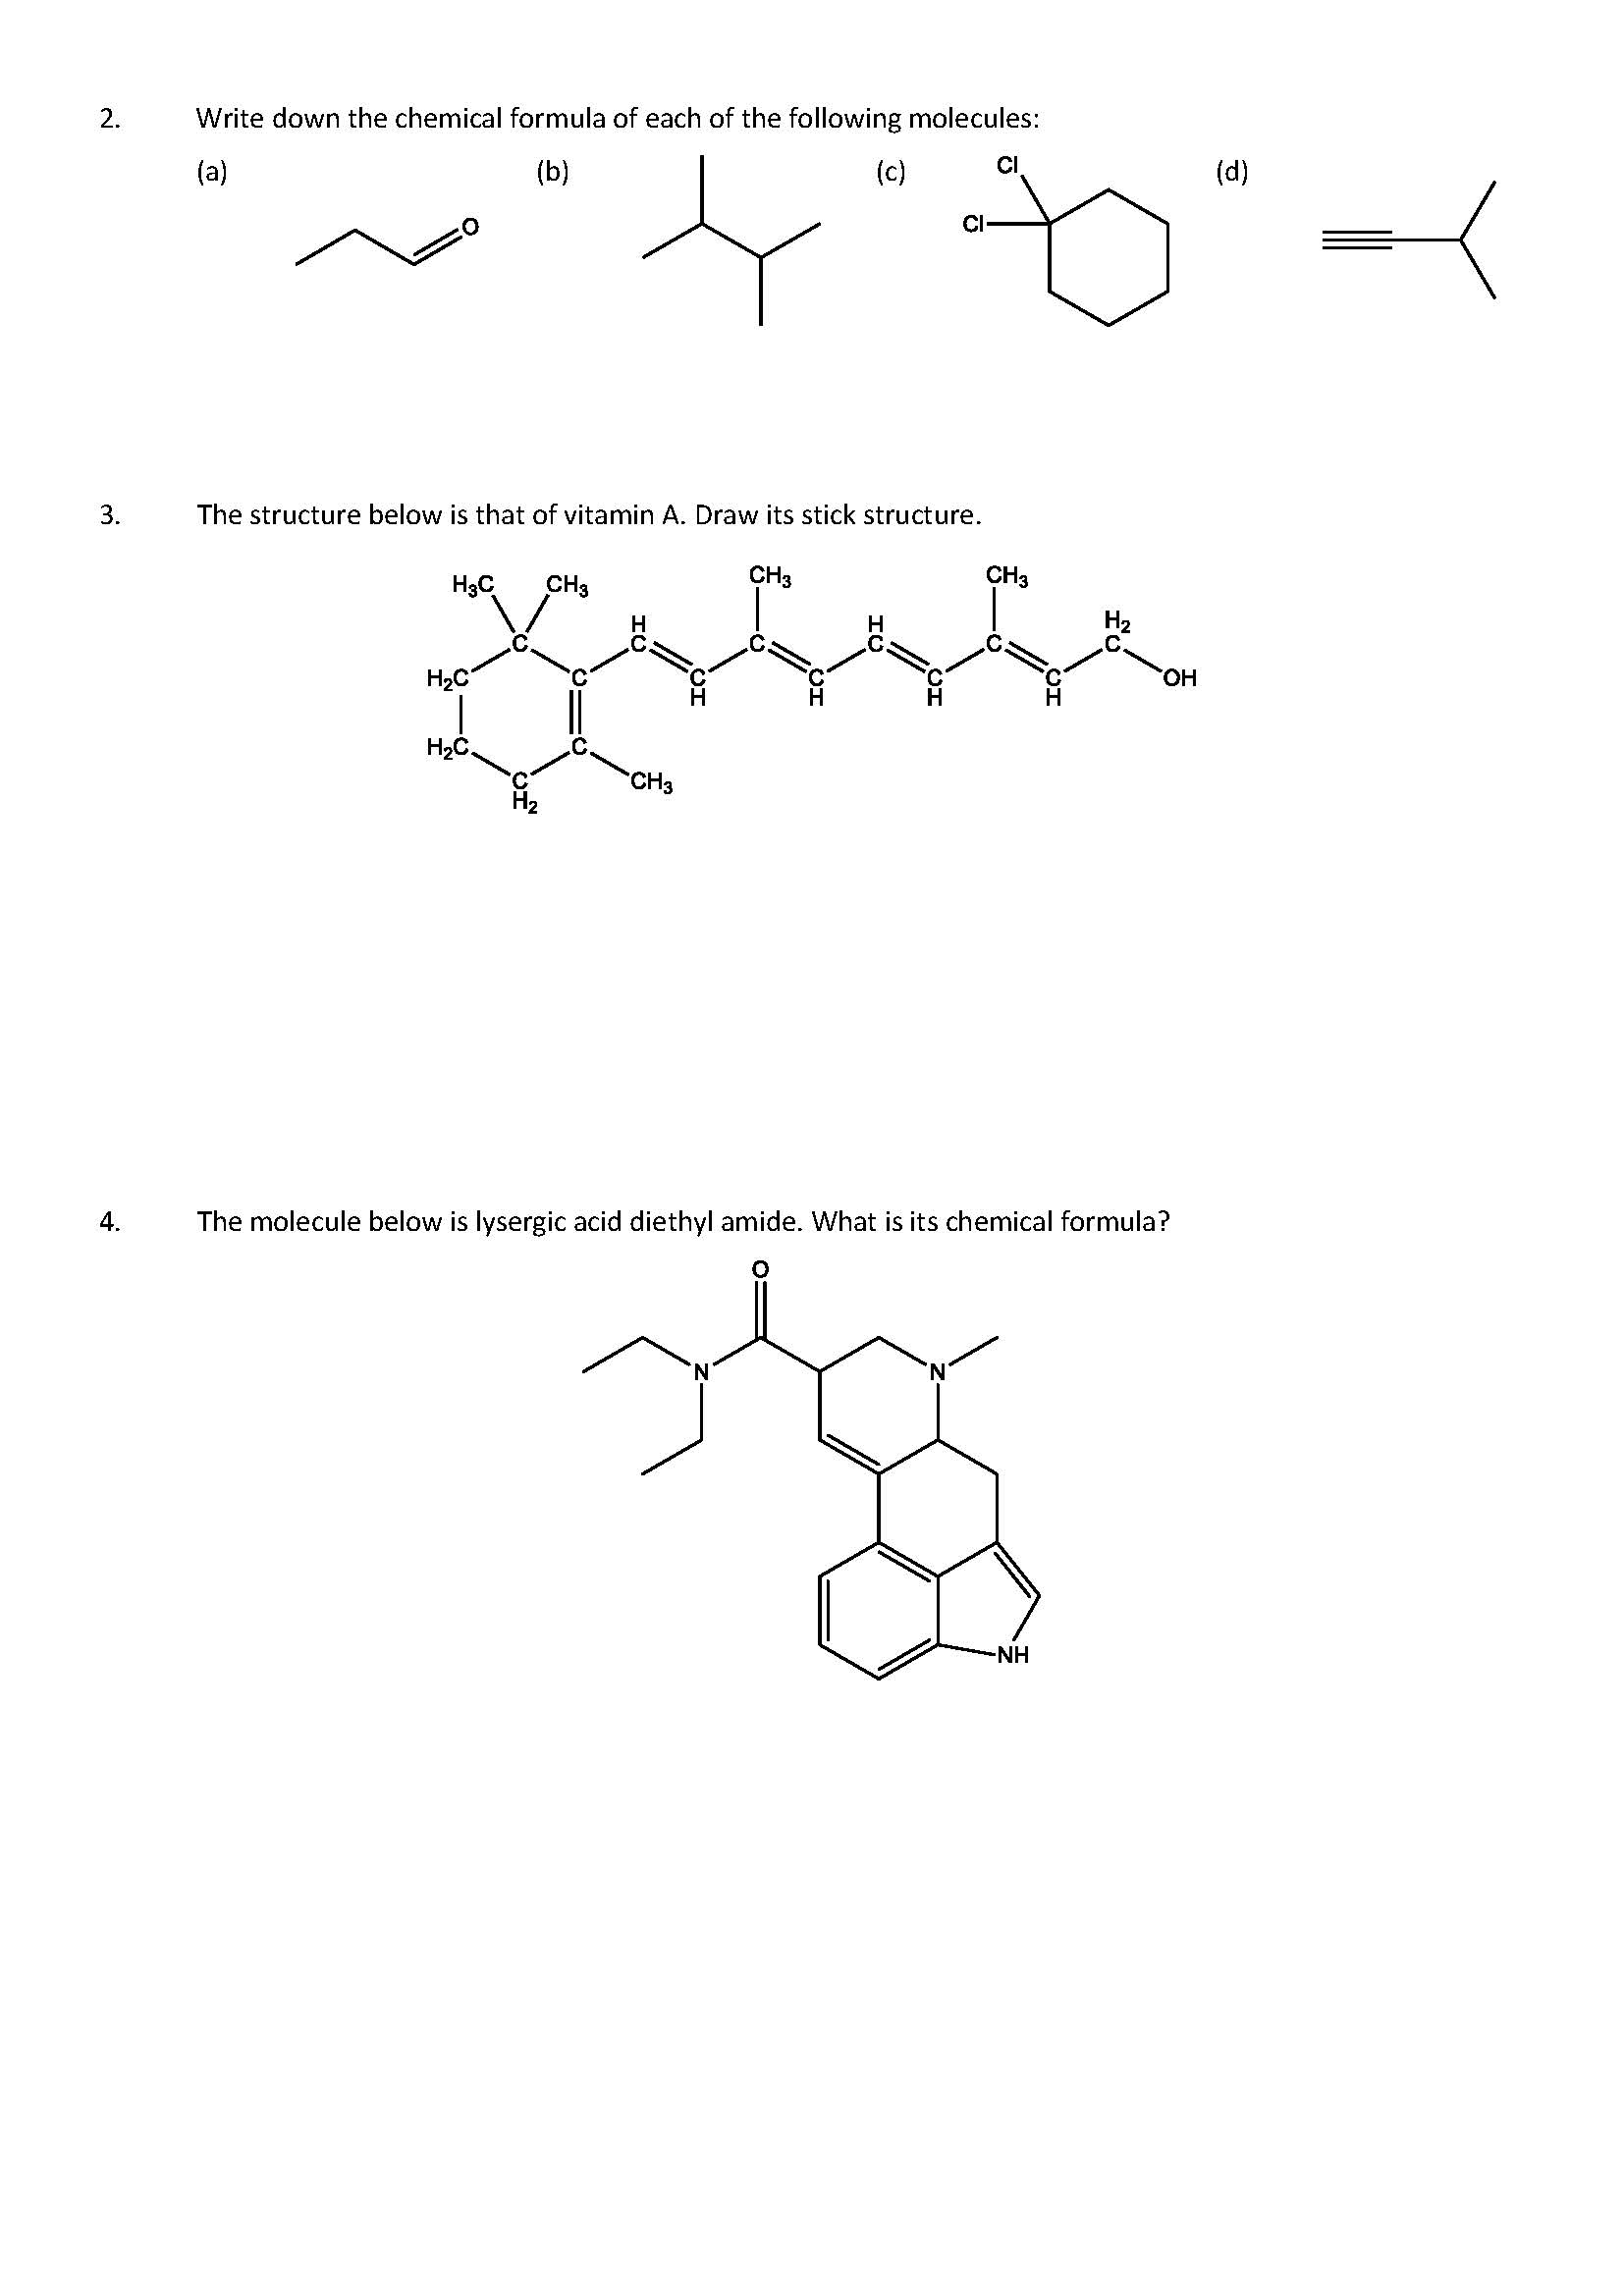 2. Write down the chemical formula of each of the following molecules:
(a) (b) (c) (d)
Cl
Cl
O
3. The structure below is that of vitamin A. Draw its stick structure.
H3C CH3 CH3 CH3
H H H2
C C C C C C
H2C C C C C C OH
H H H H
H2C C
C CH3
H2
4. The molecule below is lysergic acid diethyl amide. What is its chemical formula?
O
N N
NH